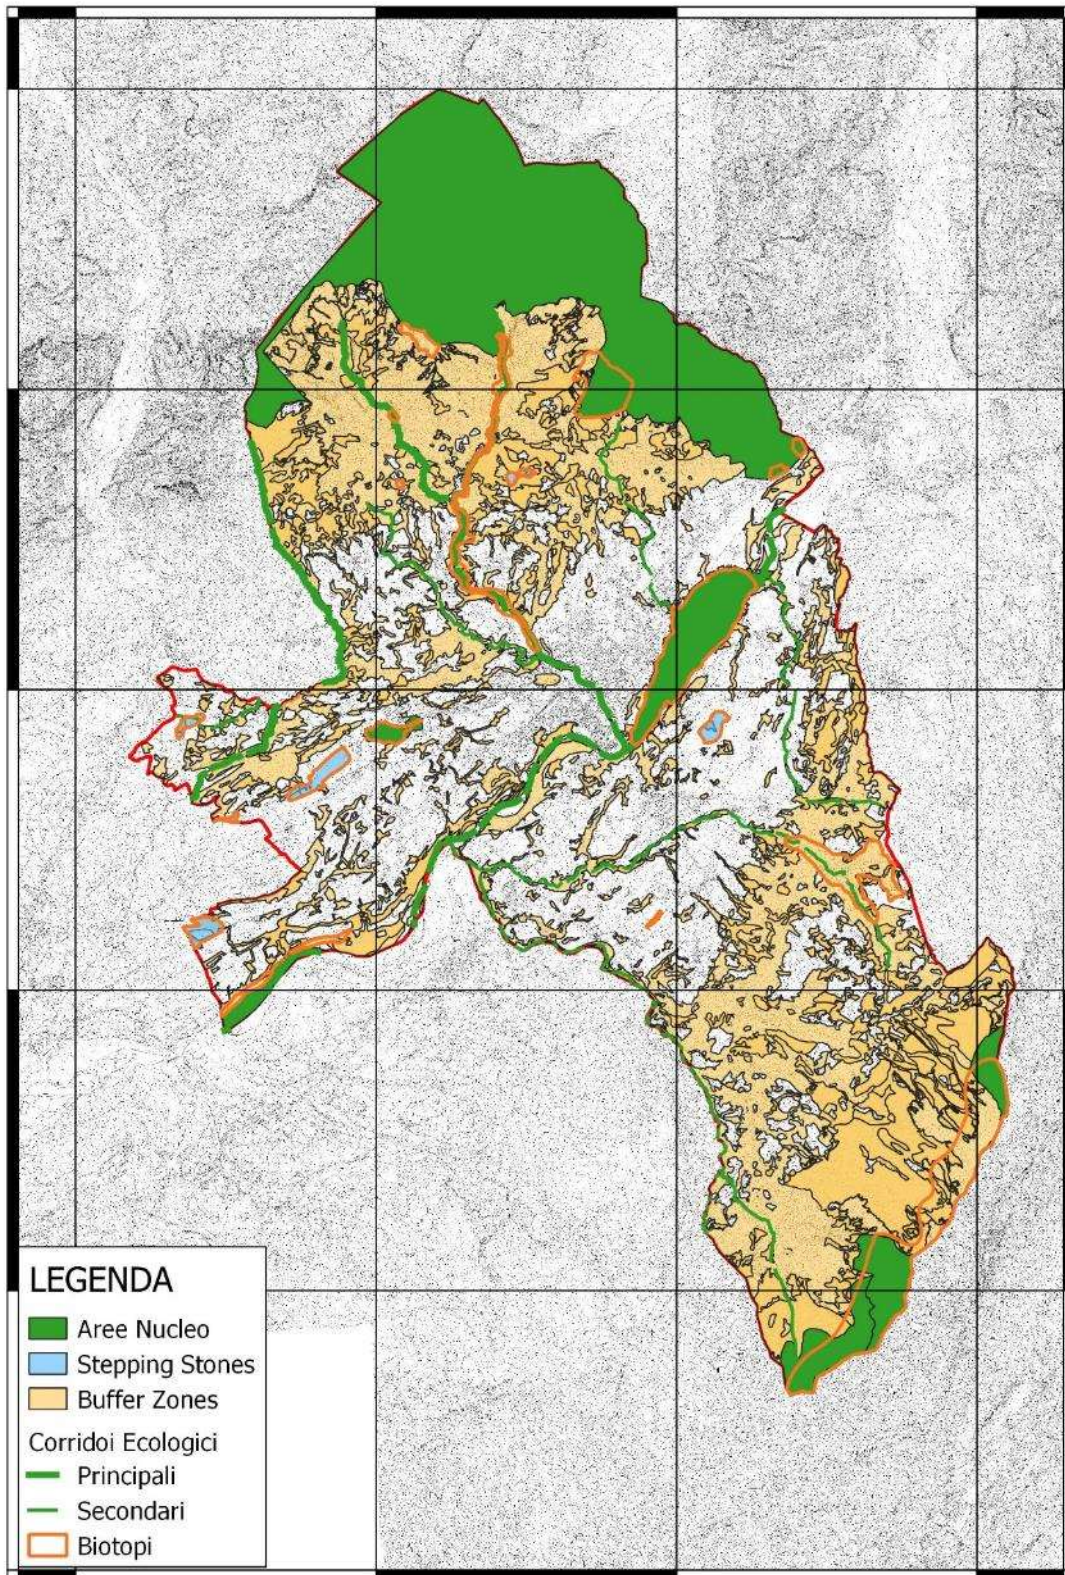 LEGENDA
Aree Nucleo
Stepping Stones
Buffer Zones
Corridoi Ecologici
Principali
Secondari
Biotopi